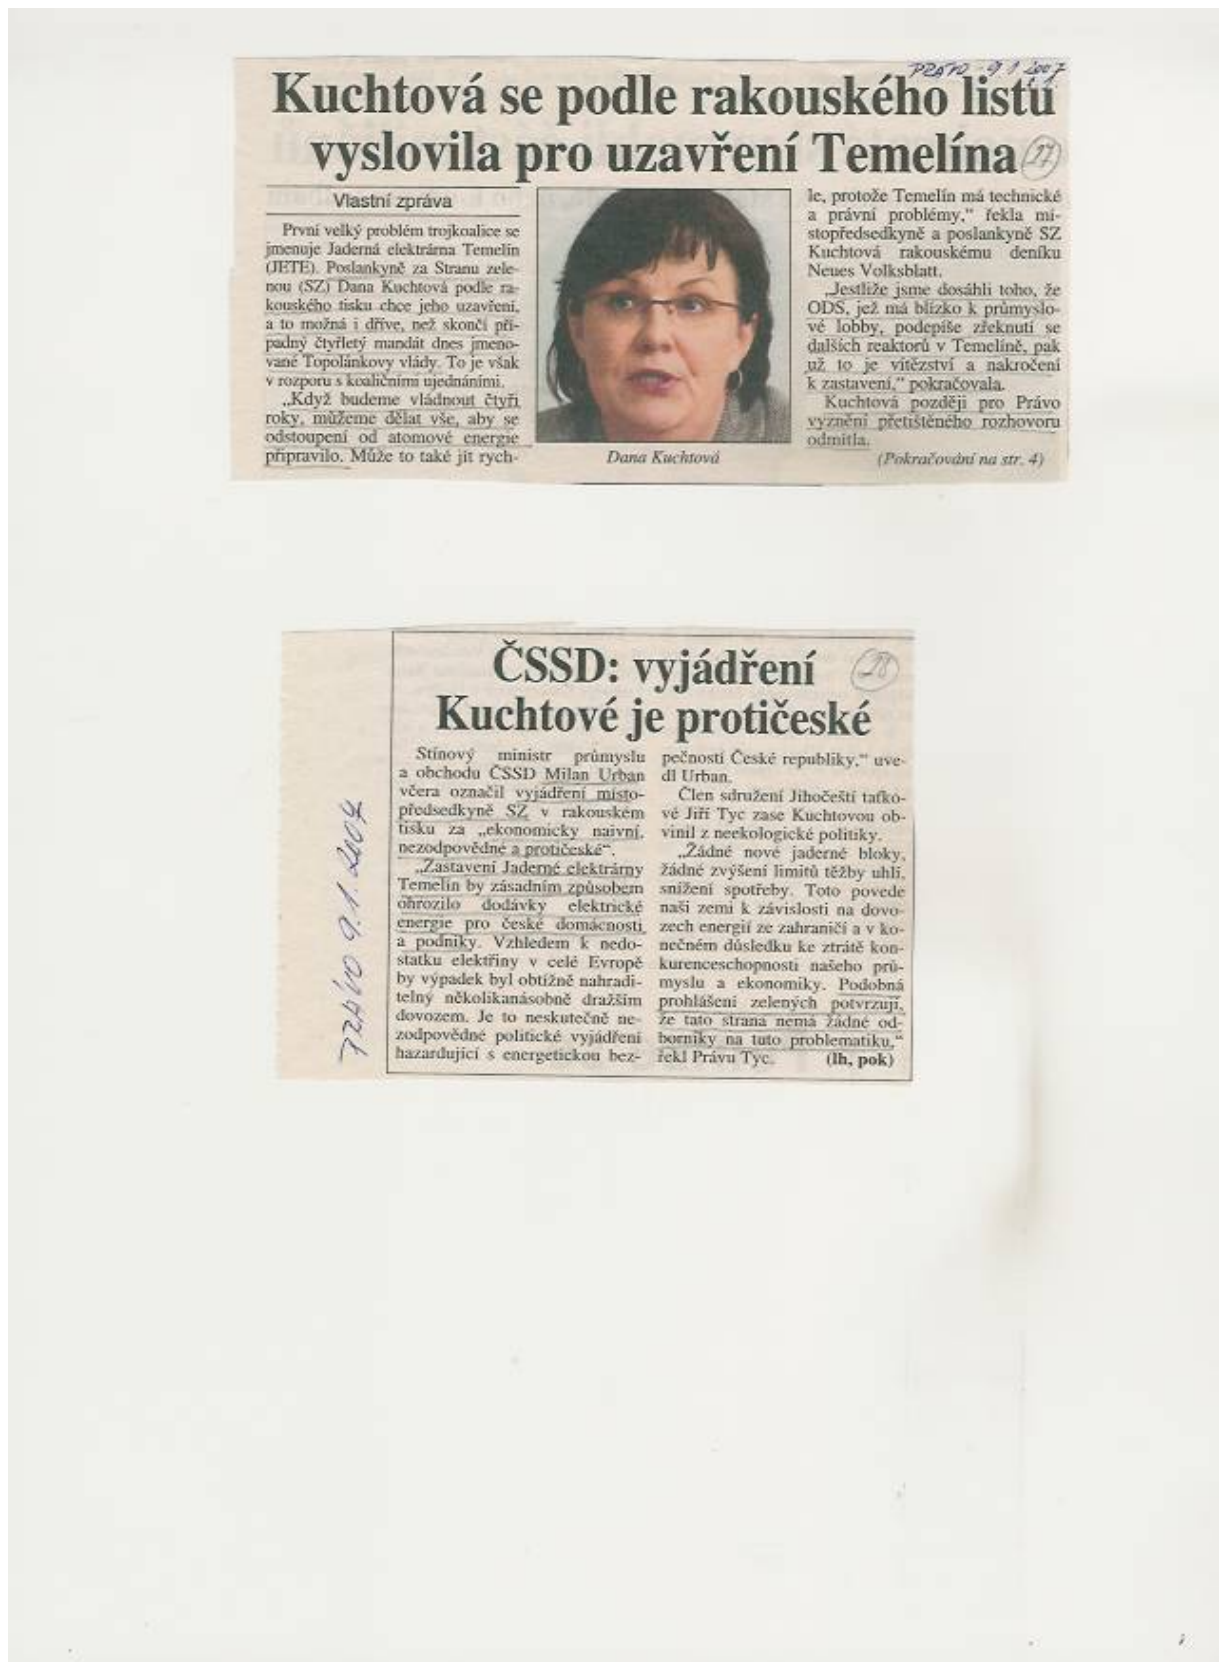 PRÁVO - 9.1.2007
Kuchtová se podle rakouského listu
vyslovila pro uzavření Temelína
Vlastní zpráva
První velký problém trojkoalice se
jmenuje Jaderná elektrárna Temelín
(JETE). Poslankyně za Stranu zele-
nou (SZ) Dana Kuchtová podle ra-
kouského tisku chce jeho uzavření,
a to možná i dříve, než skončí pří-
padný čtyřletý mandát dnes jmeno-
vané Topolánkovy vlády. To je však
v rozporu s koaličními ujednáními.
„Když budeme vládnout čtyři
roky, můžeme dělat vše, aby se
odstoupení od atomové energie
připravilo. Může to také jít rych-
Dana Kuchtová
le, protože Temelín má technické
a právní problémy,“ řekla mí-
stopředsedkyně a poslankyně SZ
Kuchtová rakouskému deníku
Neues Volksblatt.
„Jestliže jsme dosáhli toho, že
ODS, jež má blízko k průmyslo-
vé lobby, podepíše zřeknutí se
dalších reaktorů v Temelíně, pak
už to je vítězství a nakročení
k zastavení,“ pokračovala.
Kuchtová později pro Právo
vyznění přetištěného rozhovoru
odmítla.
(Pokračování na str. 4)
ČSSD: vyjádření
28
Kuchtové je protičeské
Stínový ministr průmyslu
a obchodu ČSSD Milan Urban
včera označil vyjádření místo-
předsedkyně SZ v rakouském
tisku za „ekonomicky naivní,
nezodpovědné a protičeské“.
„Zastavení Jaderné elektrárny
Temelín by zásadním způsobem
ohrozilo dodávky elektrické
energie pro české domácnosti
a podniky. Vzhledem k nedo-
statku elektřiny v celé Evropě
by výpadek byl obtížně nahradi-
telný několikanásobně dražším
dovozem. Je to neskutečně ne-
zodpovědné politické vyjádření
hazardující s energetickou bez-
pečností České republiky,“ uve-
dl Urban.
Člen sdružení Jihočeští taťko-
vé Jiří Tyc zase Kuchtovou ob-
vinil z neekologické politiky.
„Žádné nové jaderné bloky,
žádné zvýšení limitů těžby uhlí,
snížení spotřeby. Toto povede
naši zemi k závislosti na dovo-
zech energií ze zahraničí a v ko-
nečném důsledku ke ztrátě kon-
kurenceschopnosti našeho prů-
myslu a ekonomiky. Podobná
prohlášení zelených potvrzují,
že tato strana nemá žádné od-
borníky na tuto problematiku,“
řekl Právu Tyc. (lh, pok)
PRÁVO 9.1.2007